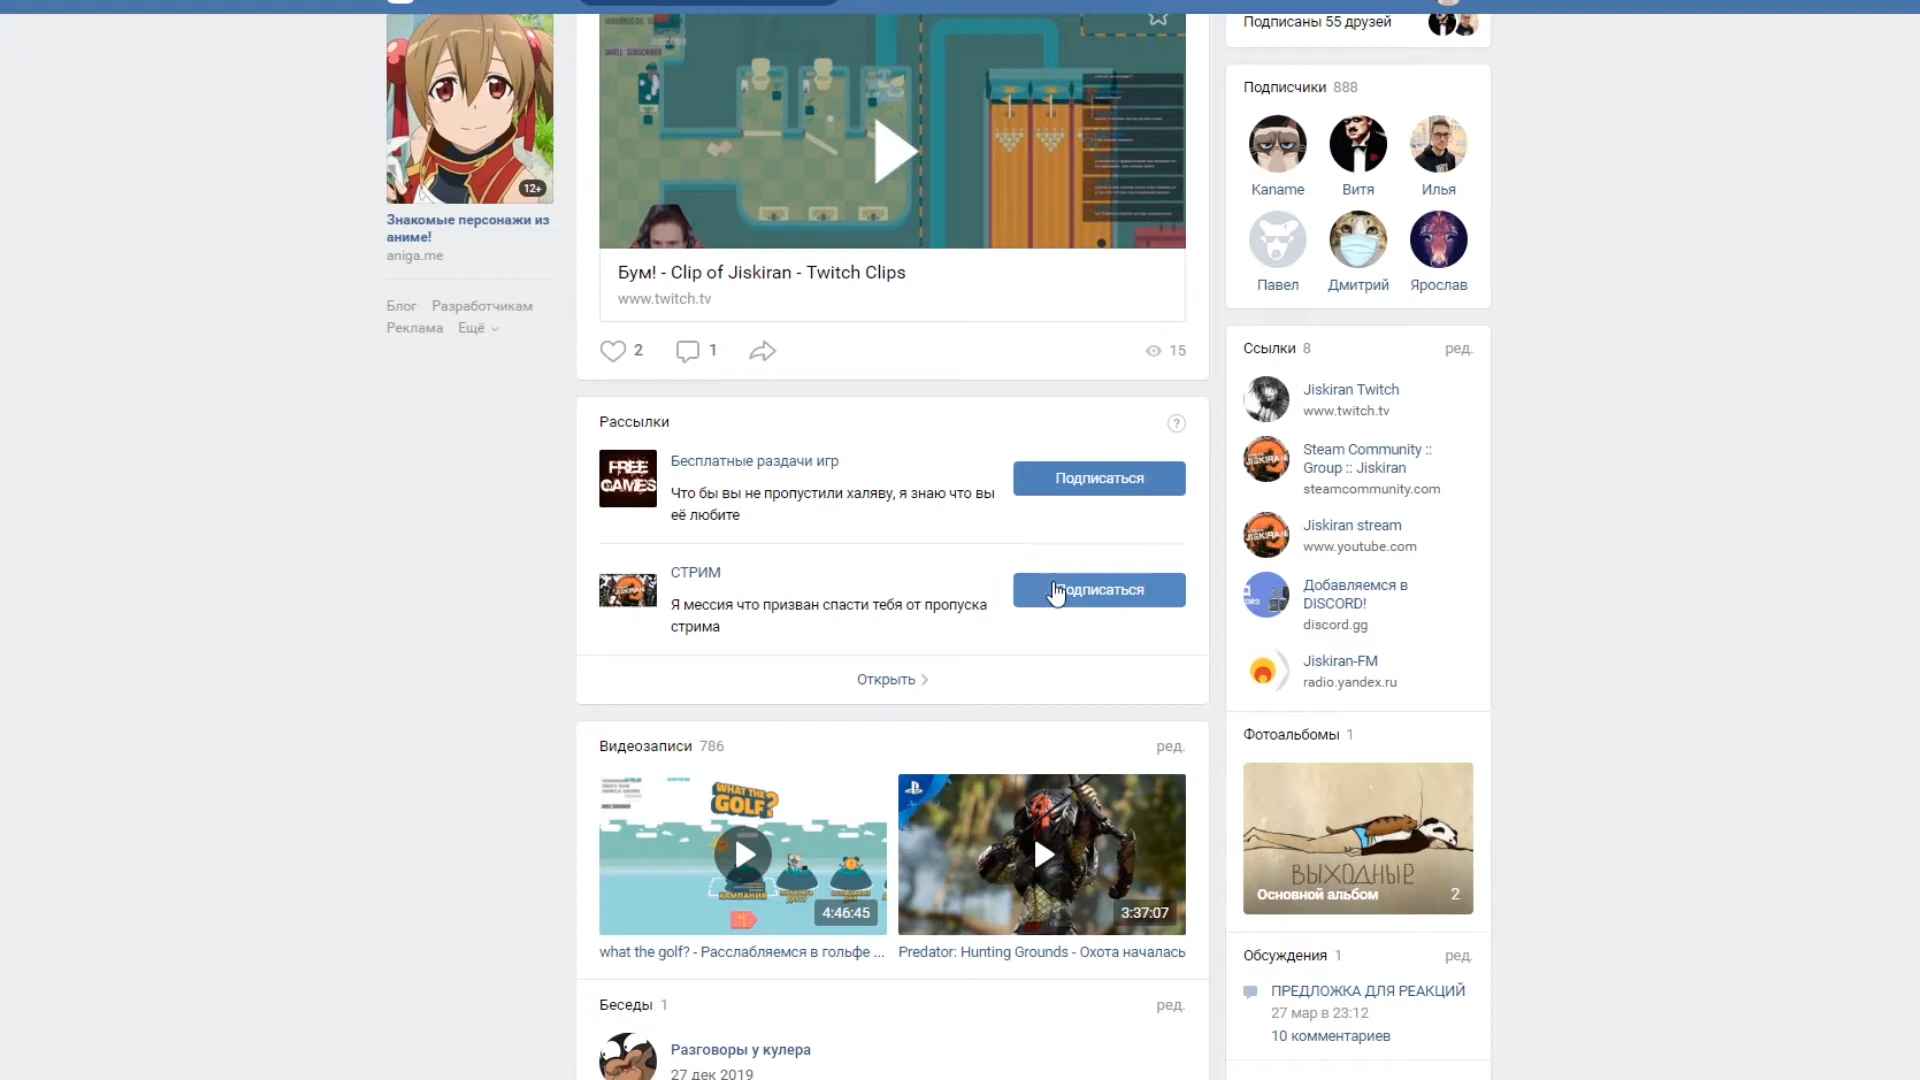 12+
Знакомые персонажи из
аниме!
aniga.me
Блог Разработчикам
Реклама Ещё
Бум! - Clip of Jiskiran - Twitch Clips
www.twitch.tv
2 1 15
Рассылки
?
FREE
GAMES
Бесплатные раздачи игр
Что бы вы не пропустили халяву, я знаю что вы
её любите
Подписаться
JISKIRAN
СТРИМ
Я мессия что призван спасти тебя от пропуска
стрима
Подписаться
Открыть
Видеозаписи 786
ред.
WHAT THE
GOLF?
КАМПАНИЯ
4:46:45
3:37:07
what the golf? - Расслабляемся в гольфе ...
Predator: Hunting Grounds - Охота началась
Беседы 1
ред.
Разговоры у кулера
27 дек 2019
Подписаны 55 друзей
Подписчики 888
Kaname Витя Илья
Павел Дмитрий Ярослав
Ссылки 8
ред.
Jiskiran Twitch
www.twitch.tv
JISKIRAN
Steam Community ::
Group :: Jiskiran
steamcommunity.com
JISKIRAN
Jiskiran stream
www.youtube.com
Добавляемся в
DISCORD!
discord.gg
Jiskiran-FM
radio.yandex.ru
Фотоальбомы 1
ВЫХОДНЫЕ
Основной альбом 2
Обсуждения 1
ред.
ПРЕДЛОЖКА ДЛЯ РЕАКЦИЙ
27 мар в 23:12
10 комментариев